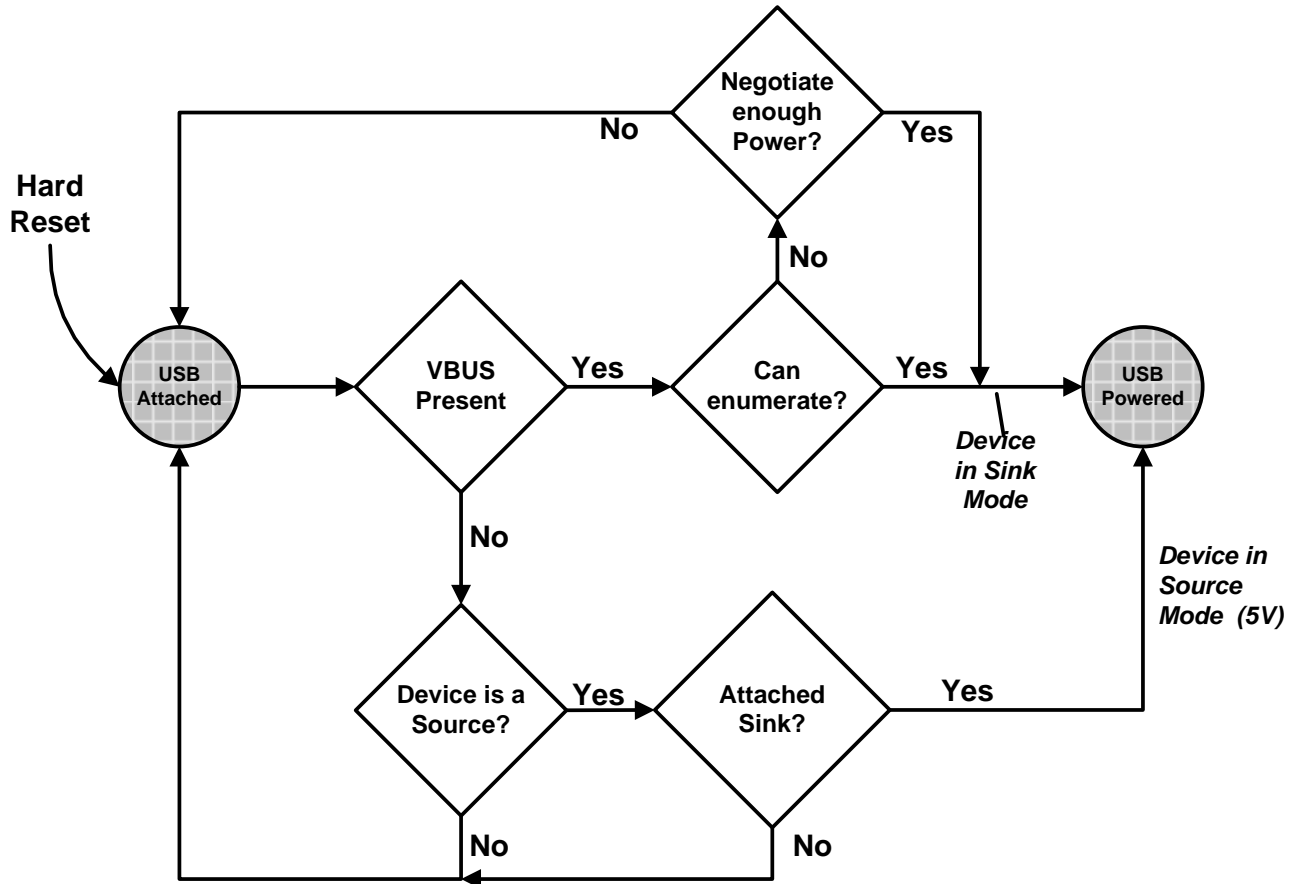 Negotiate
enough
Power?
No
Yes
Hard
Reset
No
USB
Attached
VBUS
Present
Yes
Can
enumerate?
Yes
USB
Powered
Device
in Sink
Mode
No
Device in
Source
Mode (5V)
Device is a
Source?
Yes
Attached
Sink?
Yes
No
No